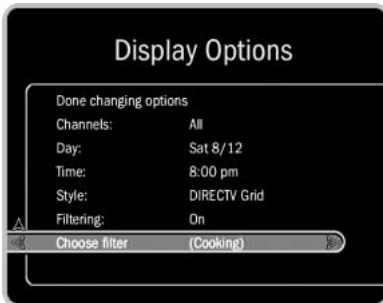 Display Options
Done changing options
Channels: All
Day: Sat 8/12
Time: 8:00 pm
Style: DIRECTV Grid
Filtering: On
Choose filter (Cooking)